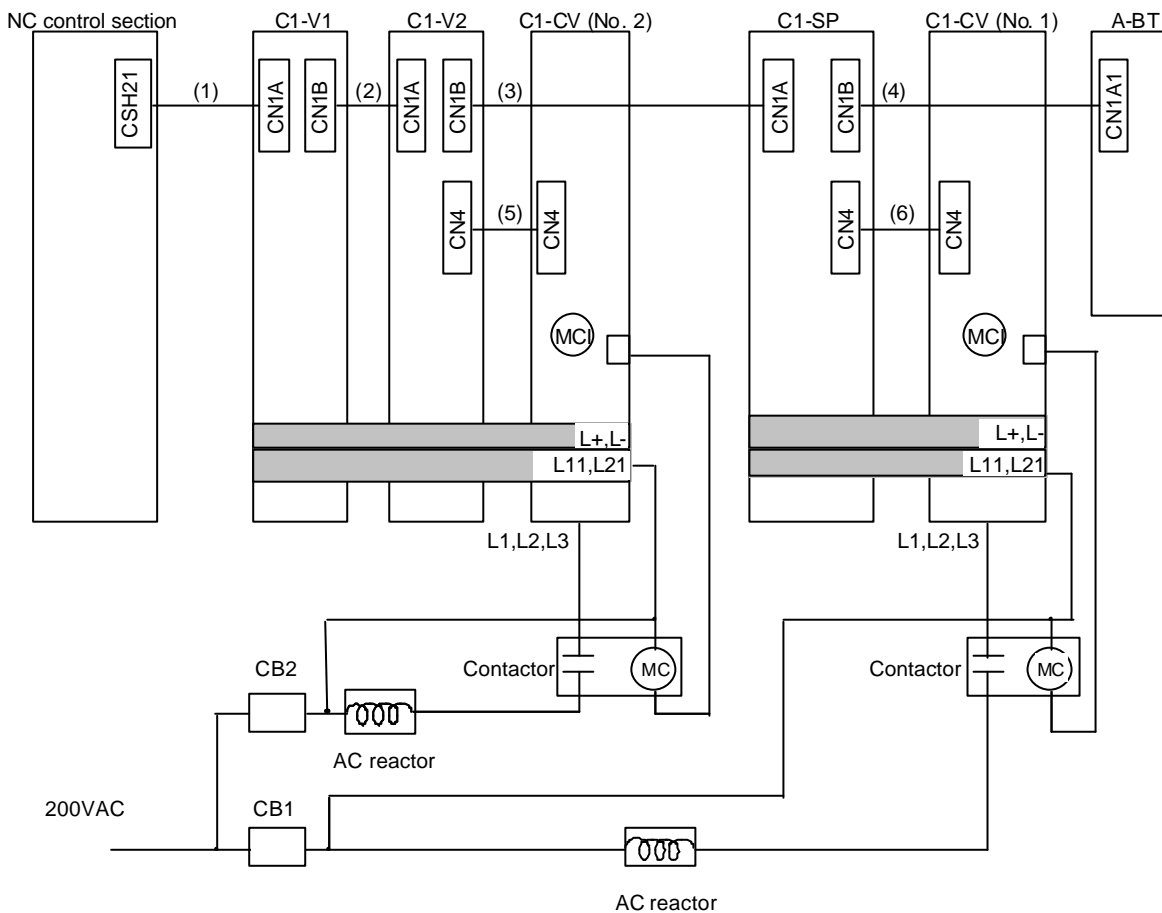 NC control section C1-V1 C1-V2 C1-CV (No. 2) C1-SP C1-CV (No. 1) A-BT
CSH21 (1) CN1A CN1B (2) CN1A CN1B (3) CN1A CN1B (4) CN1A1
CN4 (5) CN4 CN4 (6) CN4
MCI MCI
L+,L- L+,L-
L11,L21 L11,L21
L1,L2,L3 L1,L2,L3
CB2 Contactor MC Contactor MC
AC reactor
200VAC CB1
AC reactor